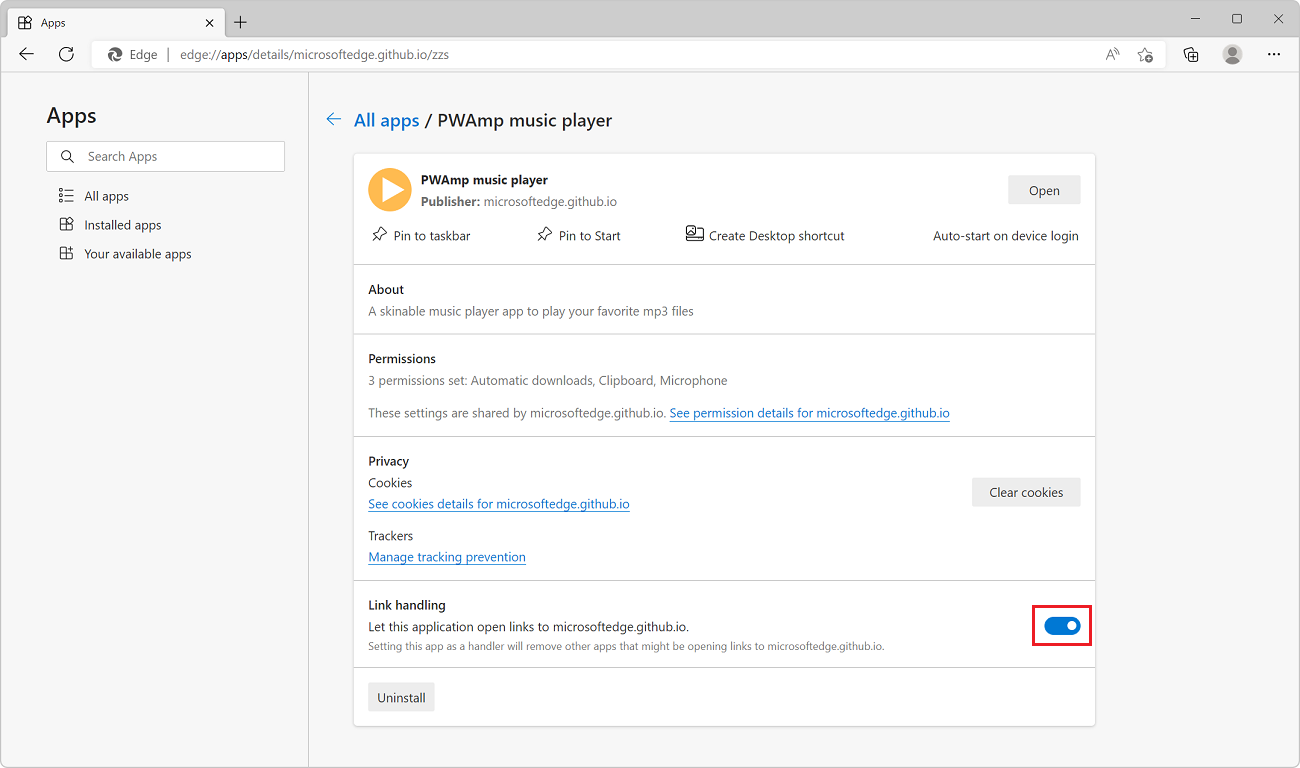 Apps
Edge | edge://apps/details/microsoftedge.github.io/zzs
Apps
Search Apps
All apps
Installed apps
Your available apps
All apps / PWAmp music player
PWAmp music player
Publisher: microsoftedge.github.io
Open
Pin to taskbar
Pin to Start
Create Desktop shortcut
Auto-start on device login
About
A skinable music player app to play your favorite mp3 files
Permissions
3 permissions set: Automatic downloads, Clipboard, Microphone
These settings are shared by microsoftedge.github.io. See permission details for microsoftedge.github.io
Privacy
Cookies
See cookies details for microsoftedge.github.io
Clear cookies
Trackers
Manage tracking prevention
Link handling
Let this application open links to microsoftedge.github.io.
Setting this app as a handler will remove other apps that might be opening links to microsoftedge.github.io.
Uninstall